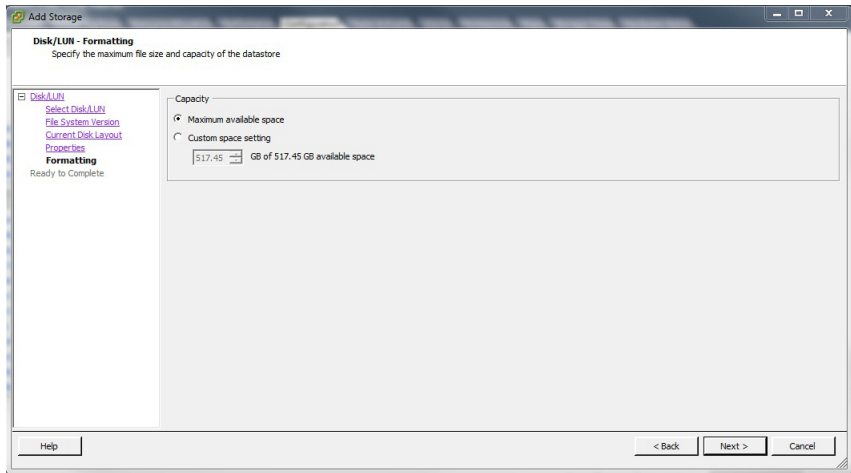 Add Storage
Disk/LUN - Formatting
Specify the maximum file size and capacity of the datastore
Disk/LUN
Select Disk/LUN
File System Version
Current Disk Layout
Properties
Formatting
Ready to Complete
Capacity
Maximum available space
Custom space setting
517.45 GB of 517.45 GB available space
Help
< Back
Next >
Cancel